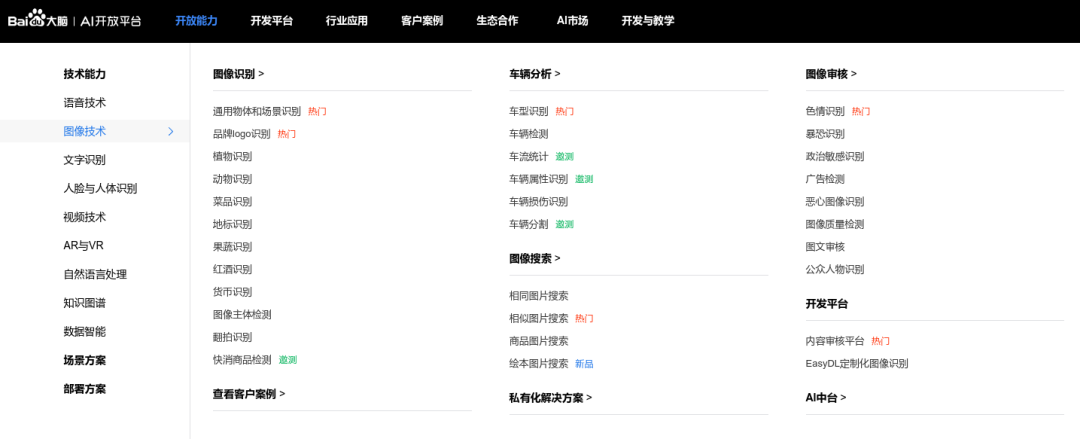 Bai du 大脑 | AI开放平台 开放能力 开发平台 行业应用 客户案例 生态合作 AI市场 开发与教学
技术能力
语音技术
图像技术 >
文字识别
人脸与人体识别
视频技术
AR与VR
自然语言处理
知识图谱
数据智能
场景方案
部署方案
图像识别 >
通用物体和场景识别 热门
品牌logo识别 热门
植物识别
动物识别
菜品识别
地标识别
果蔬识别
红酒识别
货币识别
图像主体检测
翻拍识别
快消商品检测 邀测
查看客户案例 >
车辆分析 >
车型识别 热门
车辆检测
车流统计 邀测
车辆属性识别 邀测
车辆损伤识别
车辆分割 邀测
图像搜索 >
相同图片搜索
相似图片搜索 热门
商品图片搜索
绘本图片搜索 新品
私有化解决方案 >
图像审核 >
色情识别 热门
暴恐识别
政治敏感识别
广告检测
恶心图像识别
图像质量检测
图文审核
公众人物识别
开发平台
内容审核平台 热门
EasyDL定制化图像识别
AI中台 >